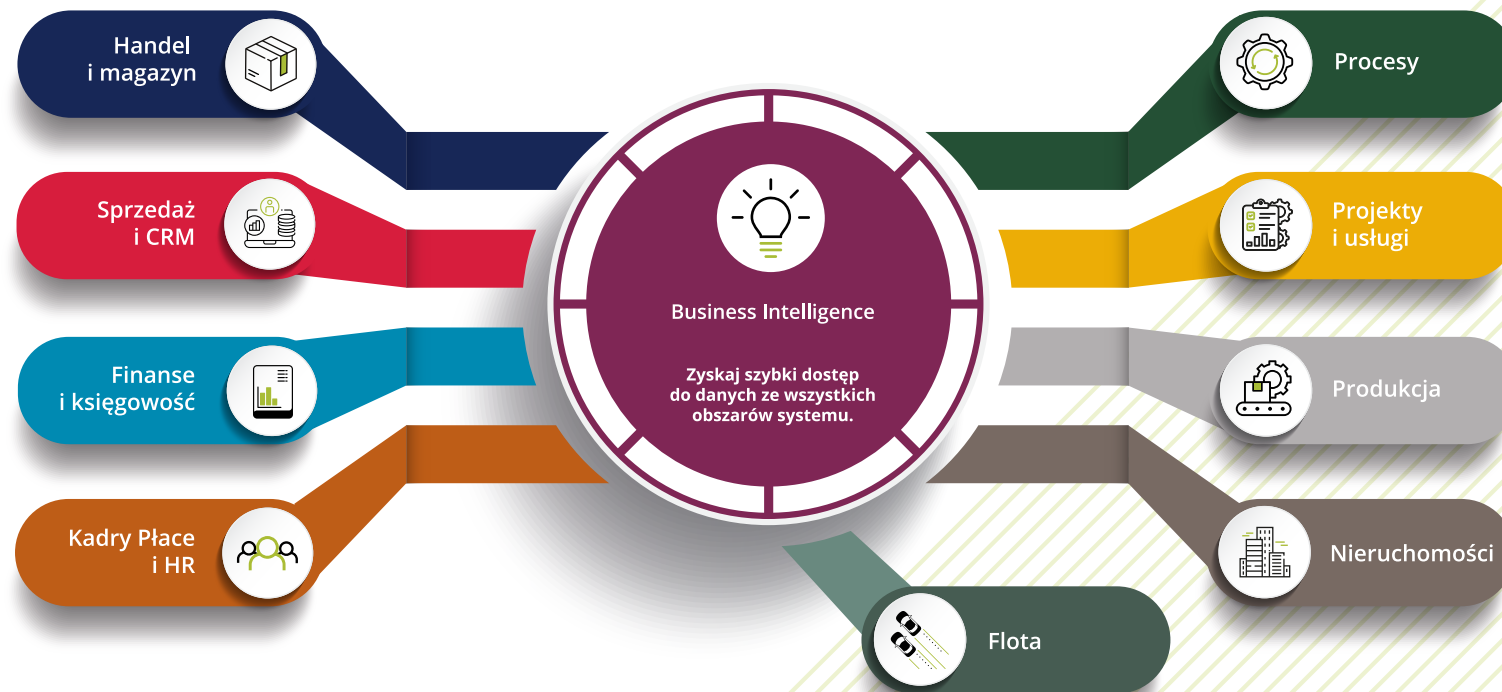 Handel
i magazyn
Sprzedaż
i CRM
Finanse
i księgowość
Kadry Płace
i HR
Business Intelligence
Zyskaj szybki dostęp
do danych ze wszystkich
obszarów systemu.
Procesy
Projekty
i usługi
Produkcja
Nieruchomości
Flota